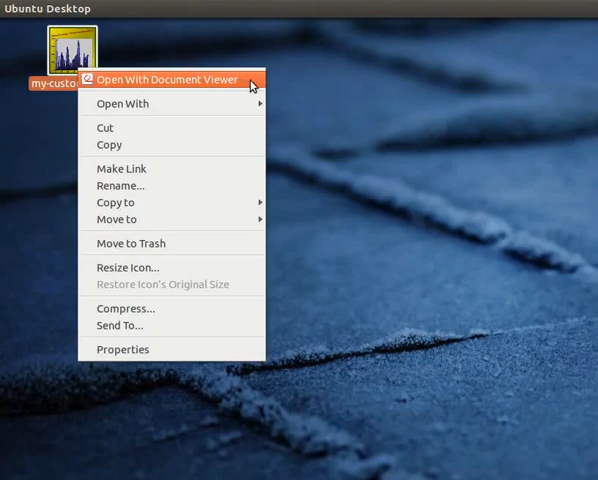 Ubuntu Desktop
my-custo
Open With Document Viewer
Open With
Cut
Copy
Make Link
Rename...
Copy to
Move to
Move to Trash
Resize Icon...
Restore Icon's Original Size
Compress...
Send To...
Properties